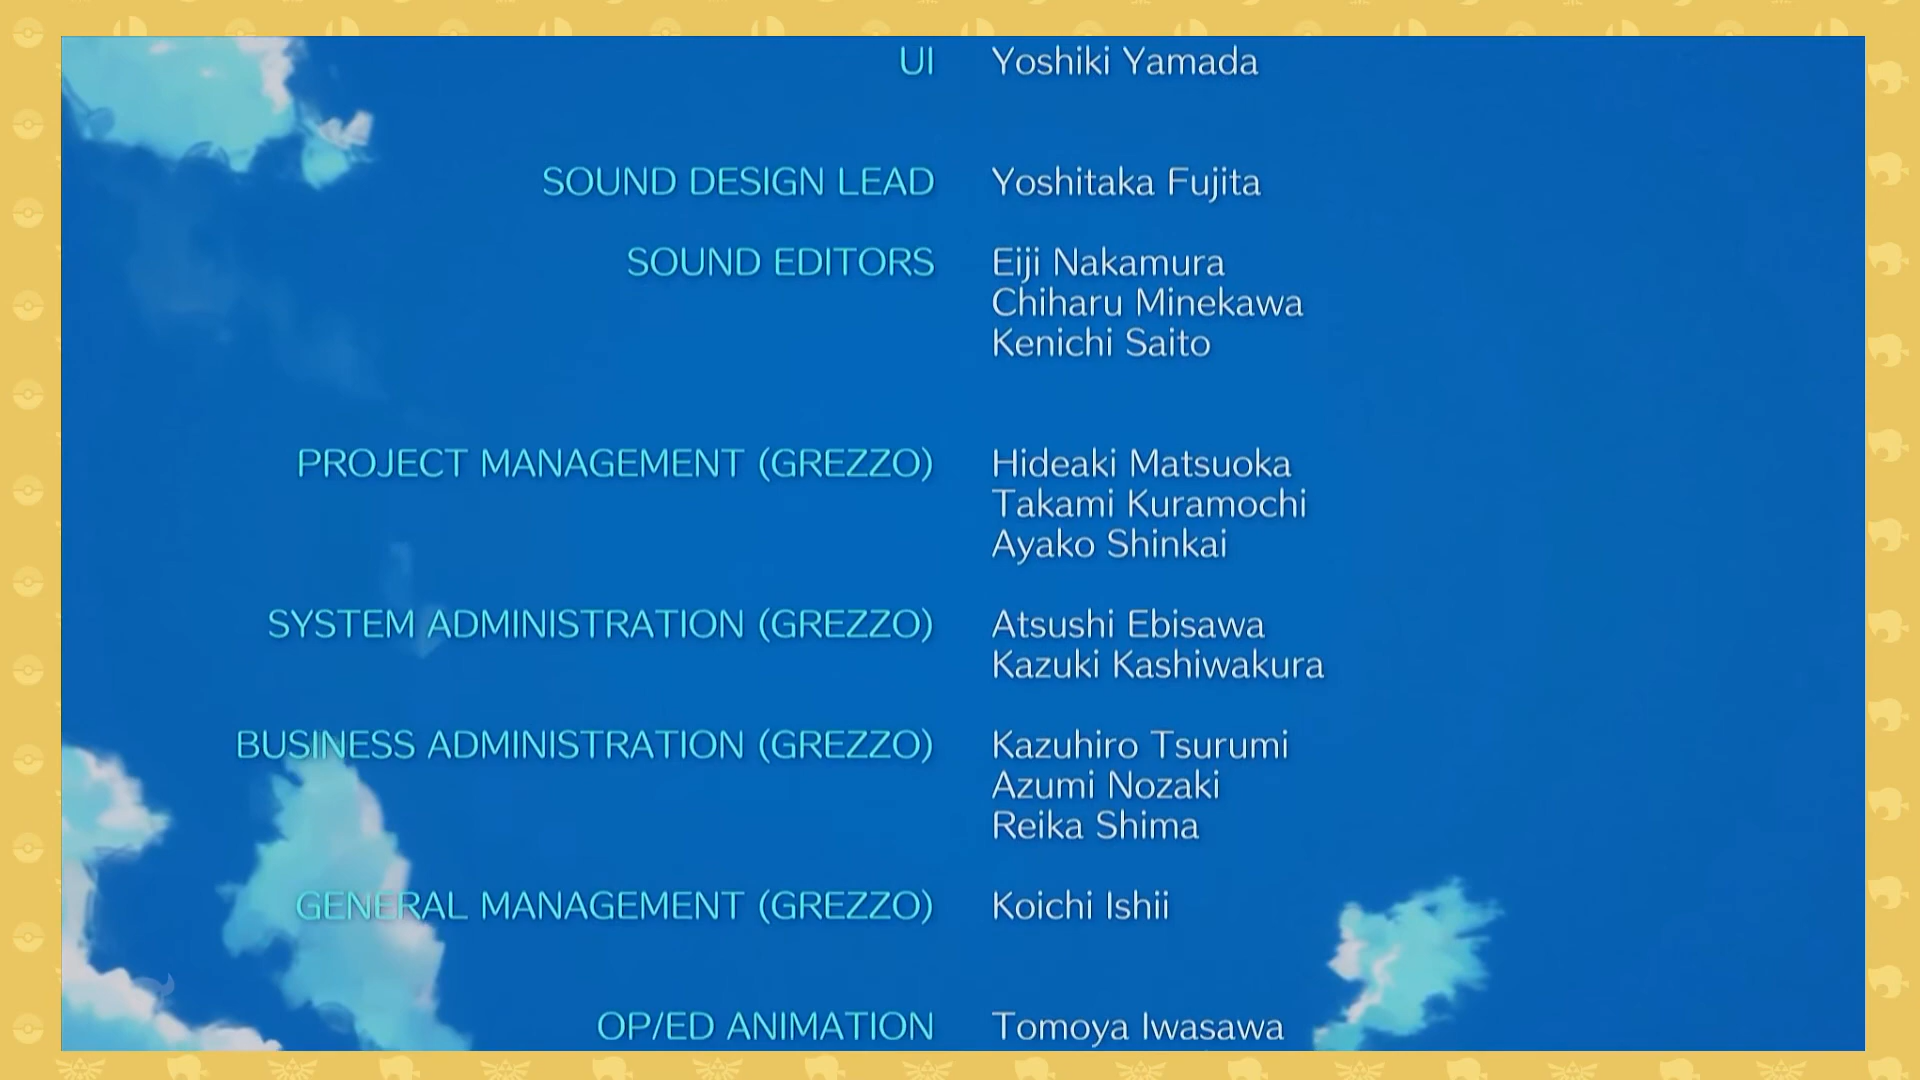 UI Yoshiki Yamada
SOUND DESIGN LEAD Yoshitaka Fujita
SOUND EDITORS Eiji Nakamura
Chiharu Minekawa
Kenichi Saito
PROJECT MANAGEMENT (GREZZO) Hideaki Matsuoka
Takami Kuramochi
Ayako Shinkai
SYSTEM ADMINISTRATION (GREZZO) Atsushi Ebisawa
Kazuki Kashiwakura
BUSINESS ADMINISTRATION (GREZZO) Kazuhiro Tsurumi
Azumi Nozaki
Reika Shima
GENERAL MANAGEMENT (GREZZO) Koichi Ishii
OP/ED ANIMATION Tomoya Iwasawa